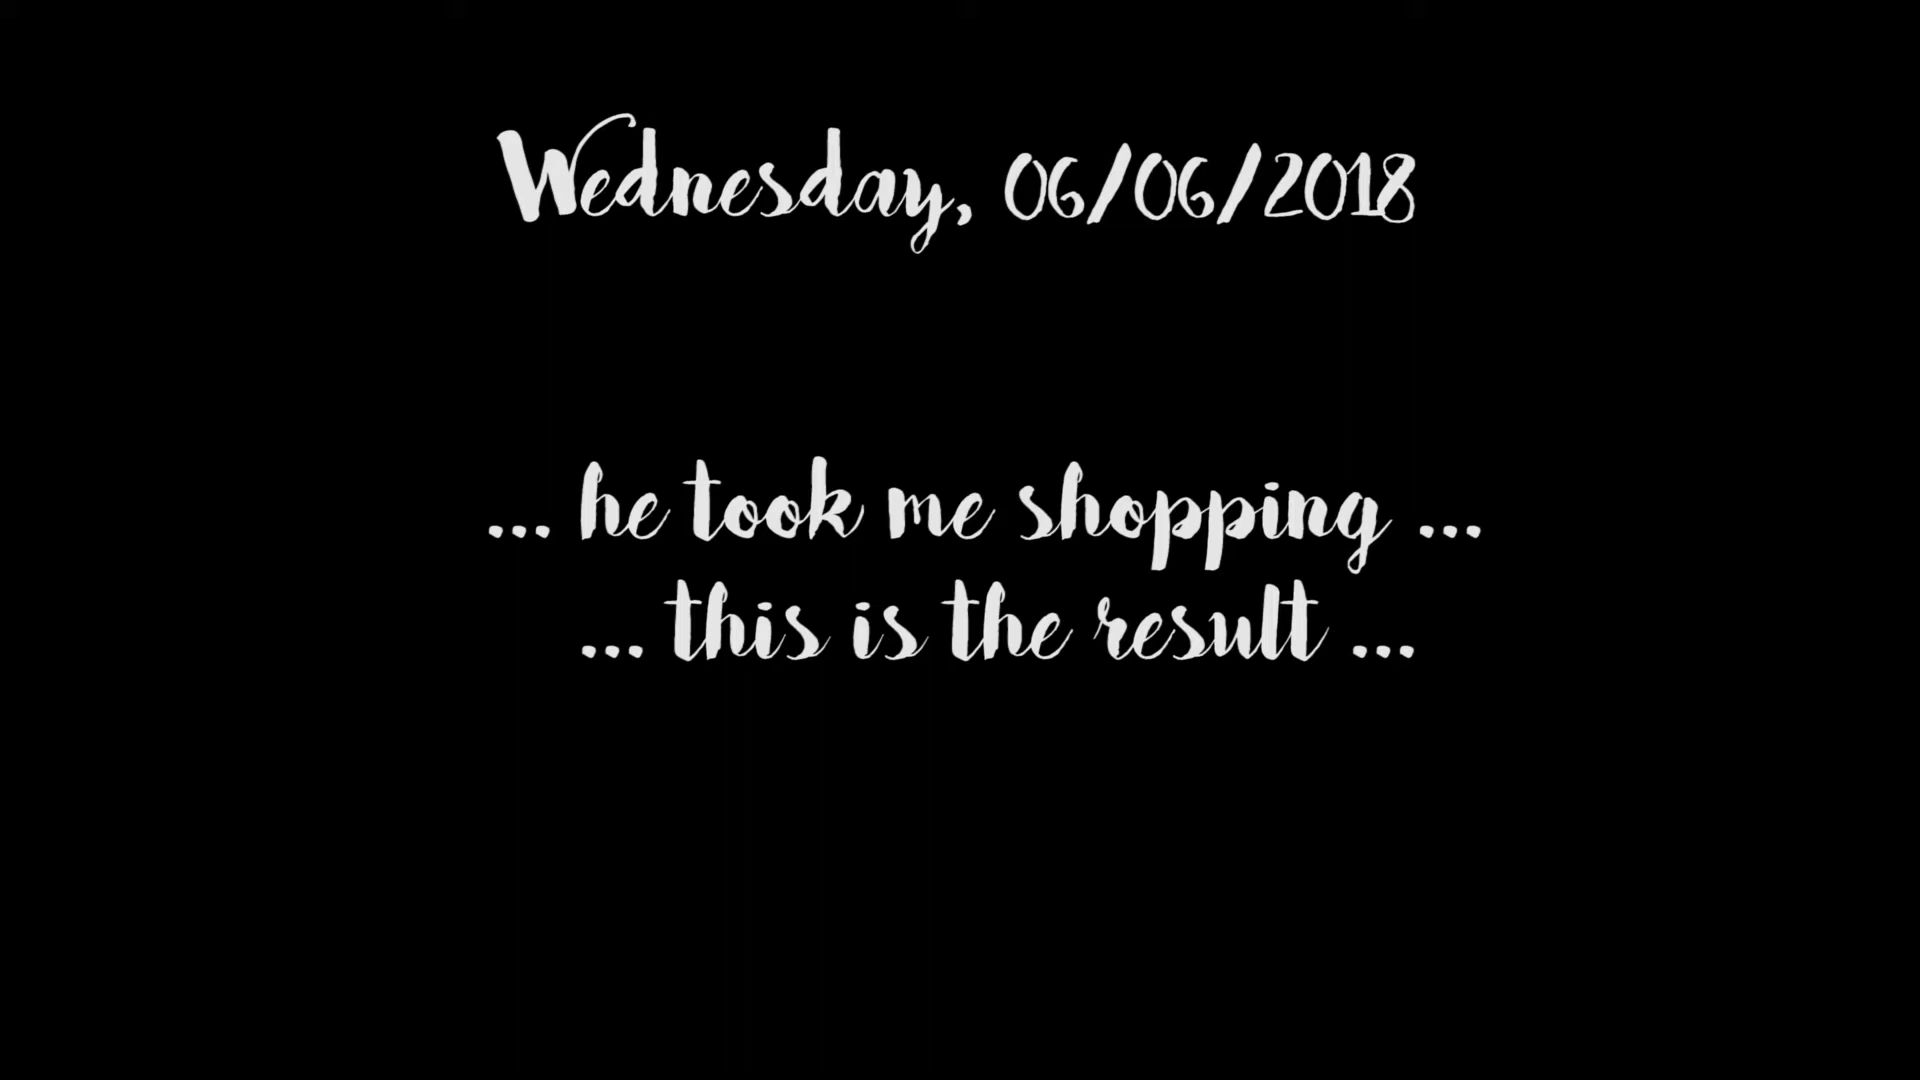 Wednesday, 06/06/2018
... he took me shopping ...
... this is the result ...